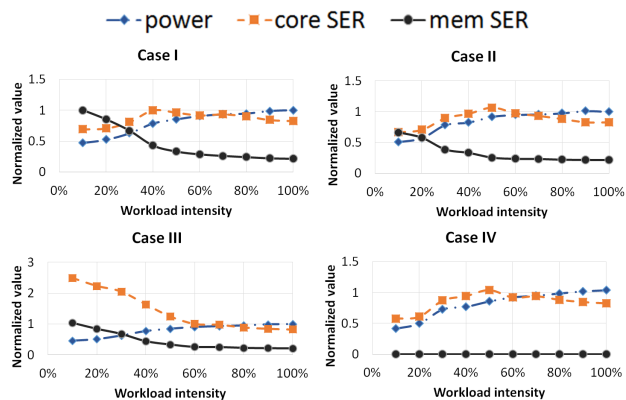 power core SER mem SER
Case I
Normalized value
1.5
1
0.5
0
0% 20% 40% 60% 80% 100%
Workload intensity
Case II
Normalized value
1.5
1
0.5
0
0% 20% 40% 60% 80% 100%
Workload intensity
Case III
Normalized value
3
2
1
0
0% 20% 40% 60% 80% 100%
Workload intensity
Case IV
Normalized value
1.5
1
0.5
0
0% 20% 40% 60% 80% 100%
Workload intensity